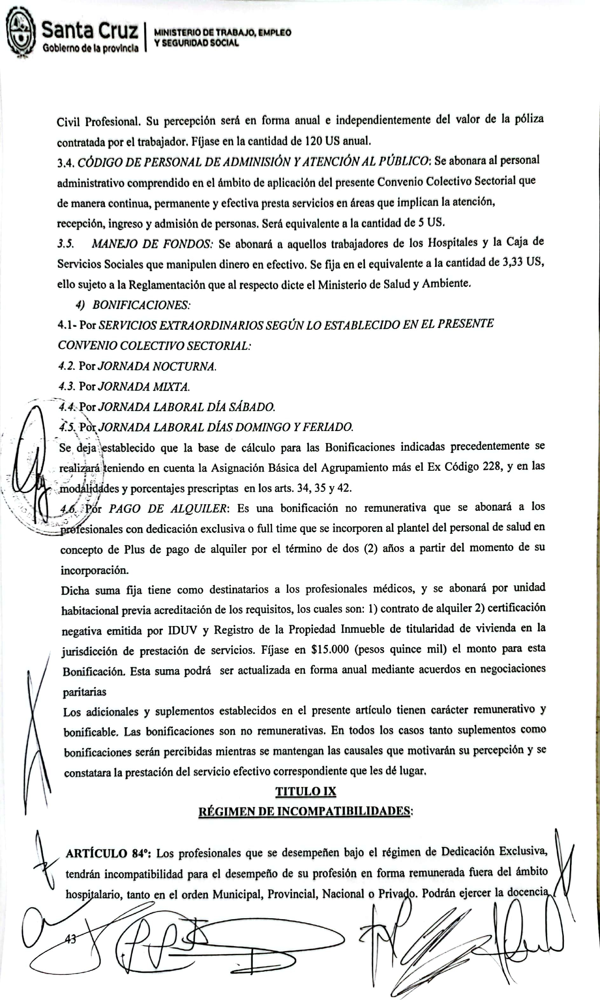 Santa Cruz
Gobierno de la provincia
MINISTERIO DE TRABAJO, EMPLEO
Y SEGURIDAD SOCIAL
Civil Profesional. Su percepción será en forma anual e independientemente del valor de la póliza
contratada por el trabajador. Fíjase en la cantidad de 120 US anual.
3.4. CÓDIGO DE PERSONAL DE ADMINISIÓN Y ATENCIÓN AL PÚBLICO: Se abonara al personal
administrativo comprendido en el ámbito de aplicación del presente Convenio Colectivo Sectorial que
de manera continua, permanente y efectiva presta servicios en áreas que implican la atención,
recepción, ingreso y admisión de personas. Será equivalente a la cantidad de 5 US.
3.5. MANEJO DE FONDOS: Se abonará a aquellos trabajadores de los Hospitales y la Caja de
Servicios Sociales que manipulen dinero en efectivo. Se fija en el equivalente a la cantidad de 3,33 US,
ello sujeto a la Reglamentación que al respecto dicte el Ministerio de Salud y Ambiente.
4) BONIFICACIONES:
4.1- Por SERVICIOS EXTRAORDINARIOS SEGÚN LO ESTABLECIDO EN EL PRESENTE
CONVENIO COLECTIVO SECTORIAL:
4.2. Por JORNADA NOCTURNA.
4.3. Por JORNADA MIXTA.
4.4. Por JORNADA LABORAL DÍA SÁBADO.
4.5. Por JORNADA LABORAL DÍAS DOMINGO Y FERIADO.
Se deja establecido que la base de cálculo para las Bonificaciones indicadas precedentemente se
realizará teniendo en cuenta la Asignación Básica del Agrupamiento más el Ex Código 228, y en las
modalidades y porcentajes prescriptas en los arts. 34, 35 y 42.
4.6. Por PAGO DE ALQUILER: Es una bonificación no remunerativa que se abonará a los
profesionales con dedicación exclusiva o full time que se incorporen al plantel del personal de salud en
concepto de Plus de pago de alquiler por el término de dos (2) años a partir del momento de su
incorporación.
Dicha suma fija tiene como destinatarios a los profesionales médicos, y se abonará por unidad
habitacional previa acreditación de los requisitos, los cuales son: 1) contrato de alquiler 2) certificación
negativa emitida por IDUV y Registro de la Propiedad Inmueble de titularidad de vivienda en la
jurisdicción de prestación de servicios. Fíjase en $15.000 (pesos quince mil) el monto para esta
Bonificación. Esta suma podrá ser actualizada en forma anual mediante acuerdos en negociaciones
paritarias
Los adicionales y suplementos establecidos en el presente artículo tienen carácter remunerativo y
bonificable. Las bonificaciones son no remunerativas. En todos los casos tanto suplementos como
bonificaciones serán percibidas mientras se mantengan las causales que motivarán su percepción y se
constatara la prestación del servicio efectivo correspondiente que les dé lugar.
TITULO IX
RÉGIMEN DE INCOMPATIBILIDADES:
ARTÍCULO 84º: Los profesionales que se desempeñen bajo el régimen de Dedicación Exclusiva,
tendrán incompatibilidad para el desempeño de su profesión en forma remunerada fuera del ámbito
hospitalario, tanto en el orden Municipal, Provincial, Nacional o Privado. Podrán ejercer la docencia
43